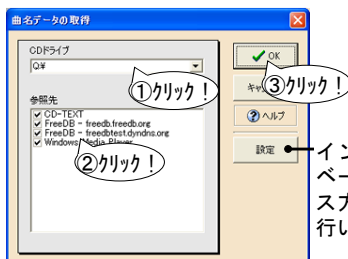 曲名データの取得
CDドライブ
Q:¥
①クリック！
参照先
CD-TEXT
FreeDB - freedb.freedb.org
FreeDB - freedbtest.dyndns.org
Windows Media Player
②クリック！
OK
キャ
③クリック！
ヘルプ
設定
イン
ベー
スカ
行い